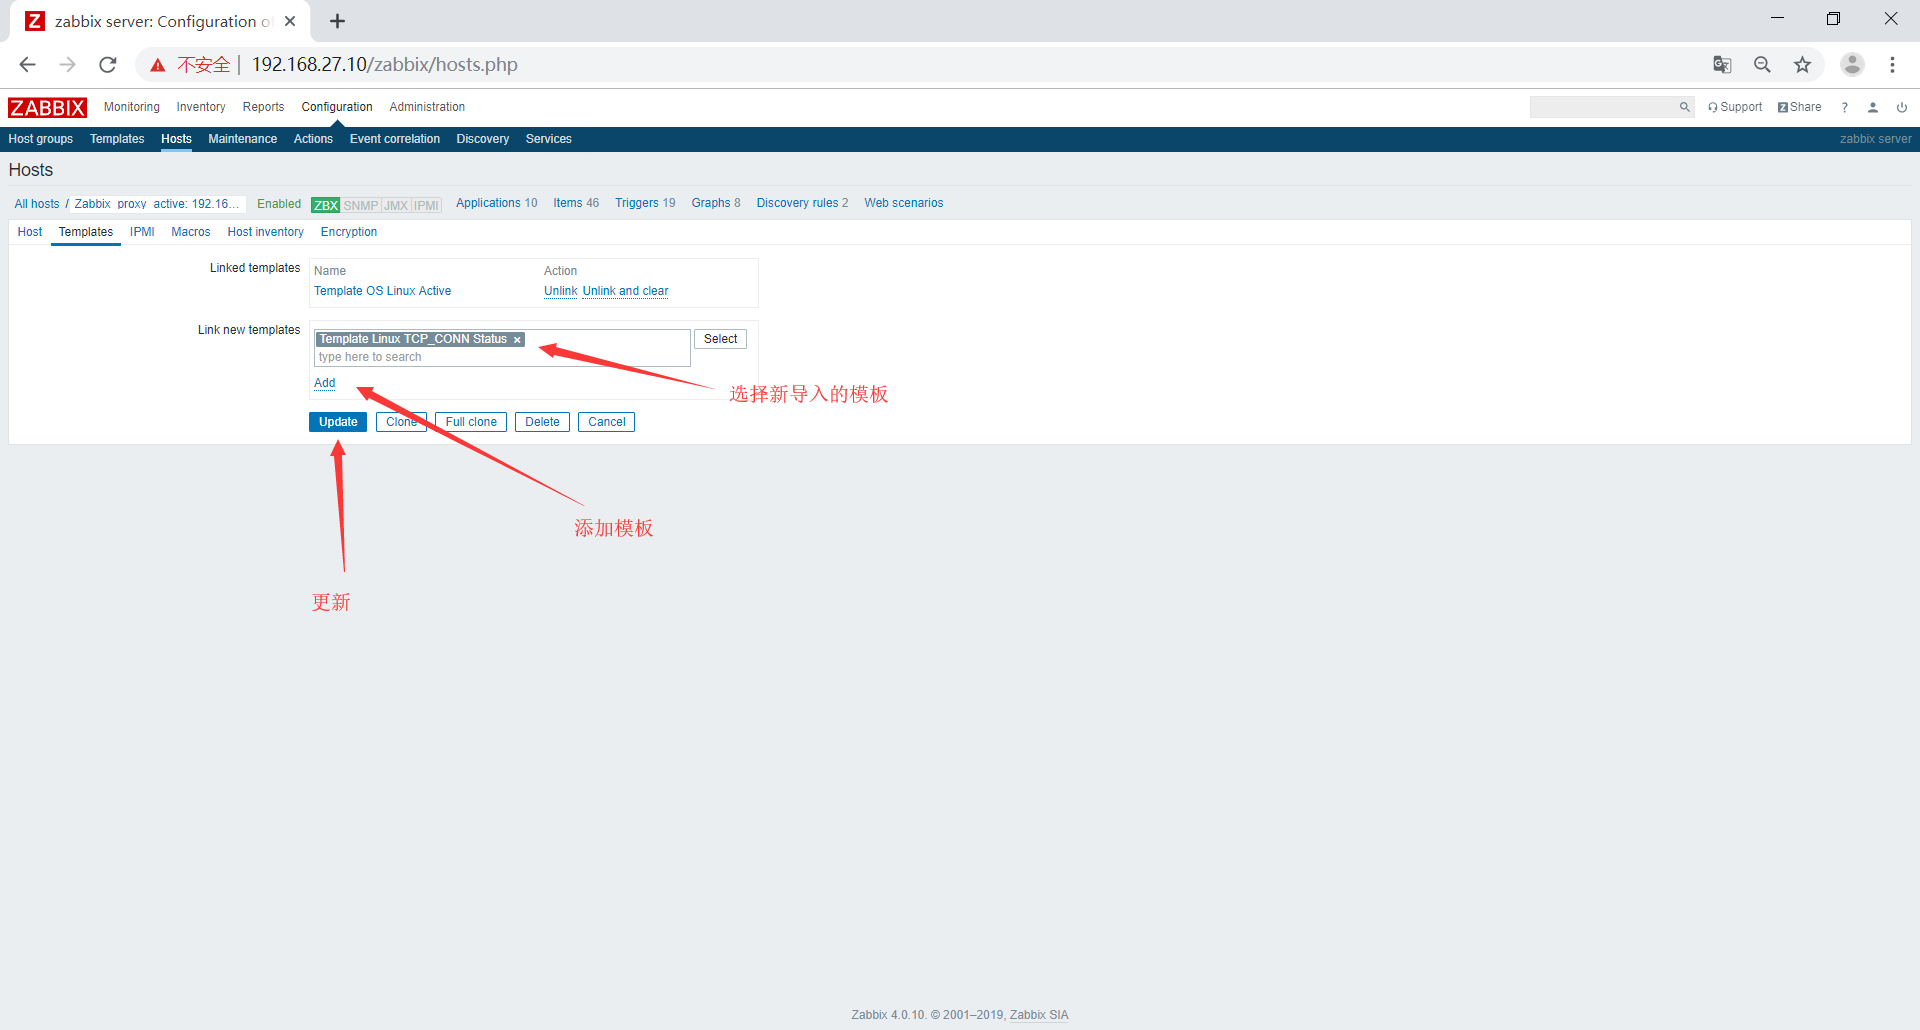 zabbix server: Configuration o
不安全 | 192.168.27.10/zabbix/hosts.php
ZABBIX Monitoring Inventory Reports Configuration Administration Support Z Share ?
Host groups Templates Hosts Maintenance Actions Event correlation Discovery Services zabbix server
Hosts
All hosts / Zabbix_proxy_active: 192.16... Enabled ZBX SNMP JMX IPMI Applications 10 Items 46 Triggers 19 Graphs 8 Discovery rules 2 Web scenarios
Host Templates IPMI Macros Host inventory Encryption
Linked templates Name Action
Template OS Linux Active Unlink Unlink and clear
Link new templates Template Linux TCP_CONN Status × Select
type here to search
Add
选择新导入的模板
Update Clone Full clone Delete Cancel
添加模板
更新
Zabbix 4.0.10. © 2001–2019, Zabbix SIA